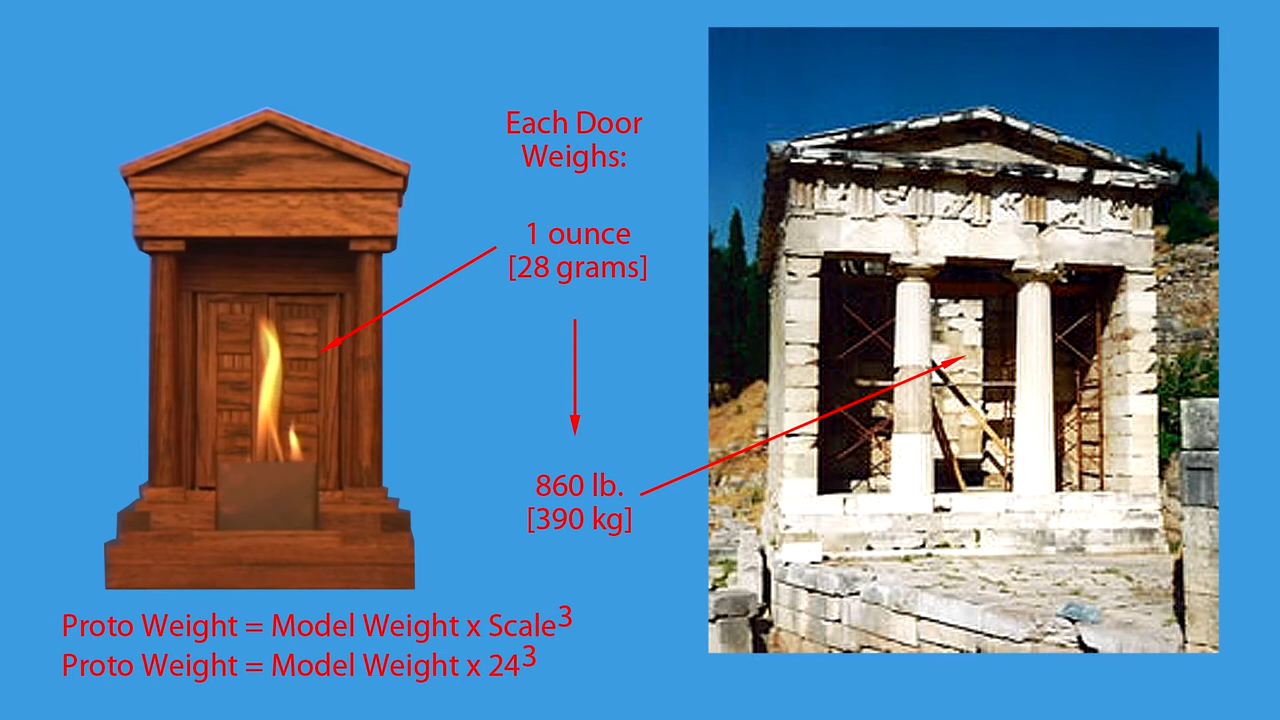 Each Door
Weighs:
1 ounce
[28 grams]
860 lb.
[390 kg]
Proto Weight = Model Weight x Scale³
Proto Weight = Model Weight x 24³